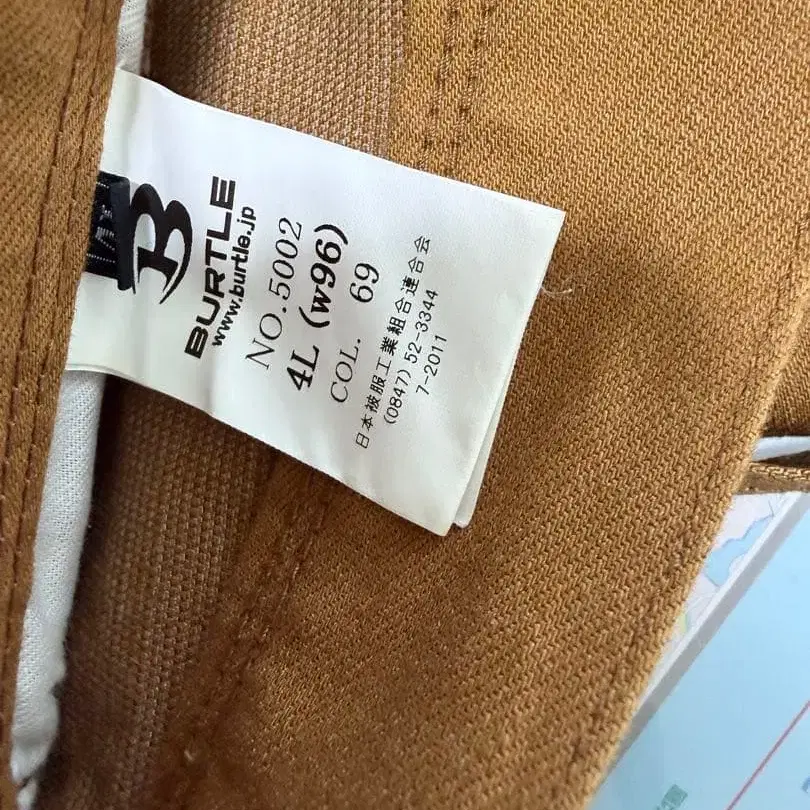 B
BURTLE
www.burtle.jp
NO.5002
4L (w96)
COL. 69
日本被服工業組合連合会
(0847) 52-3344
7-2011